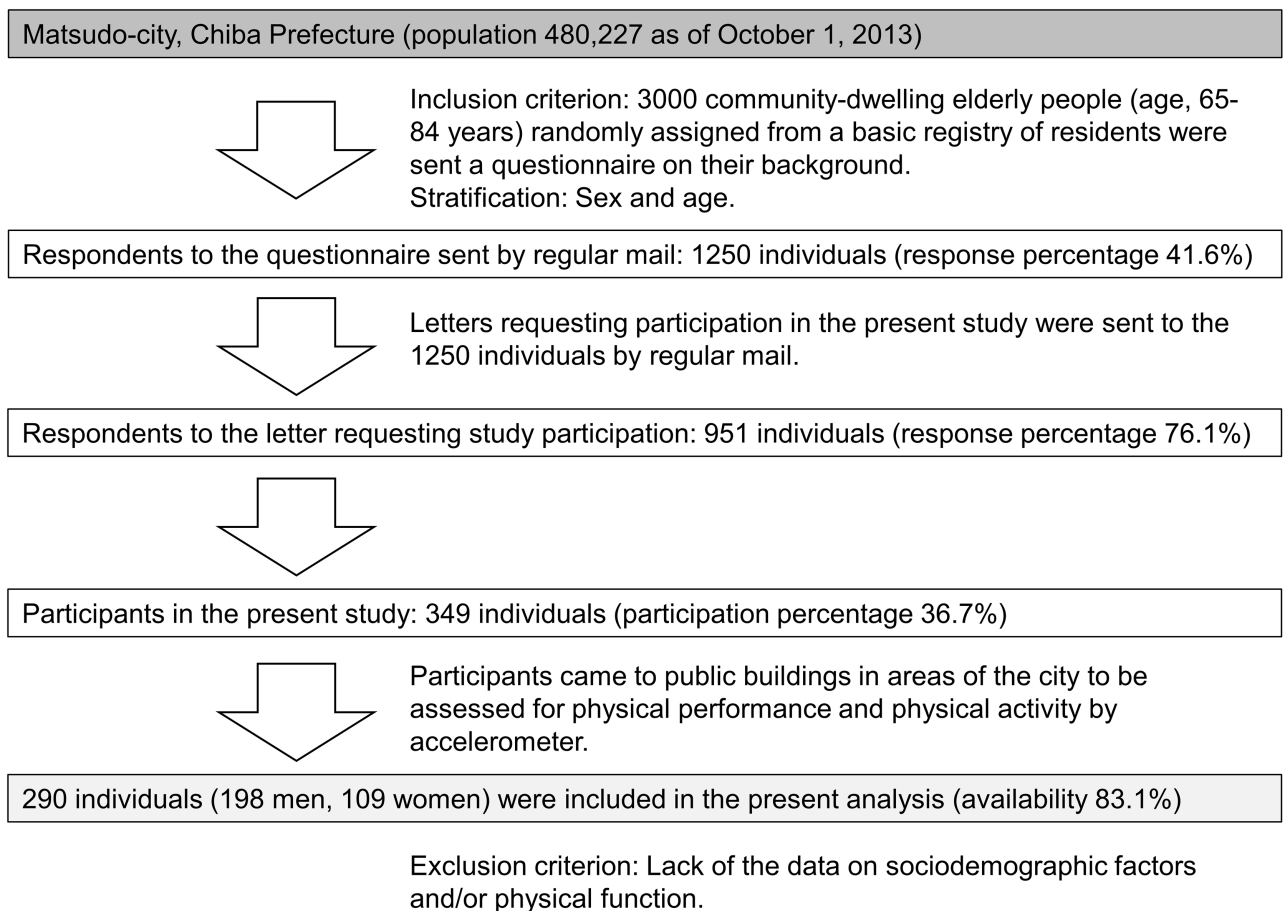 Matsudo-city, Chiba Prefecture (population 480,227 as of October 1, 2013)
Inclusion criterion: 3000 community-dwelling elderly people (age, 65-
84 years) randomly assigned from a basic registry of residents were
sent a questionnaire on their background.
Stratification: Sex and age.
Respondents to the questionnaire sent by regular mail: 1250 individuals (response percentage 41.6%)
Letters requesting participation in the present study were sent to the
1250 individuals by regular mail.
Respondents to the letter requesting study participation: 951 individuals (response percentage 76.1%)
Participants in the present study: 349 individuals (participation percentage 36.7%)
Participants came to public buildings in areas of the city to be
assessed for physical performance and physical activity by
accelerometer.
290 individuals (198 men, 109 women) were included in the present analysis (availability 83.1%)
Exclusion criterion: Lack of the data on sociodemographic factors
and/or physical function.